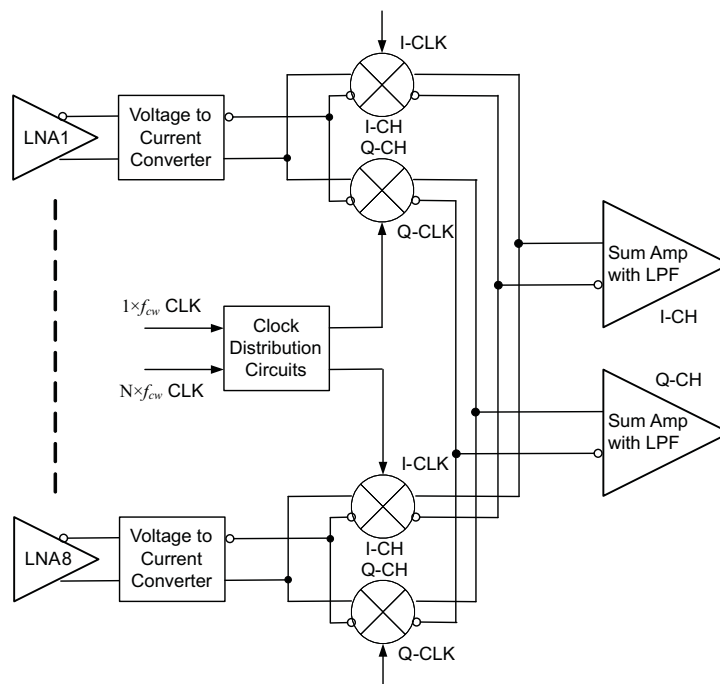 I-CLK
LNA1
Voltage to
Current
Converter
I-CH
Q-CH
Q-CLK
Sum Amp
with LPF
I-CH
1×fcw CLK
Clock
Distribution
Circuits
N×fcw CLK
Q-CH
Sum Amp
with LPF
I-CLK
LNA8
Voltage to
Current
Converter
I-CH
Q-CH
Q-CLK